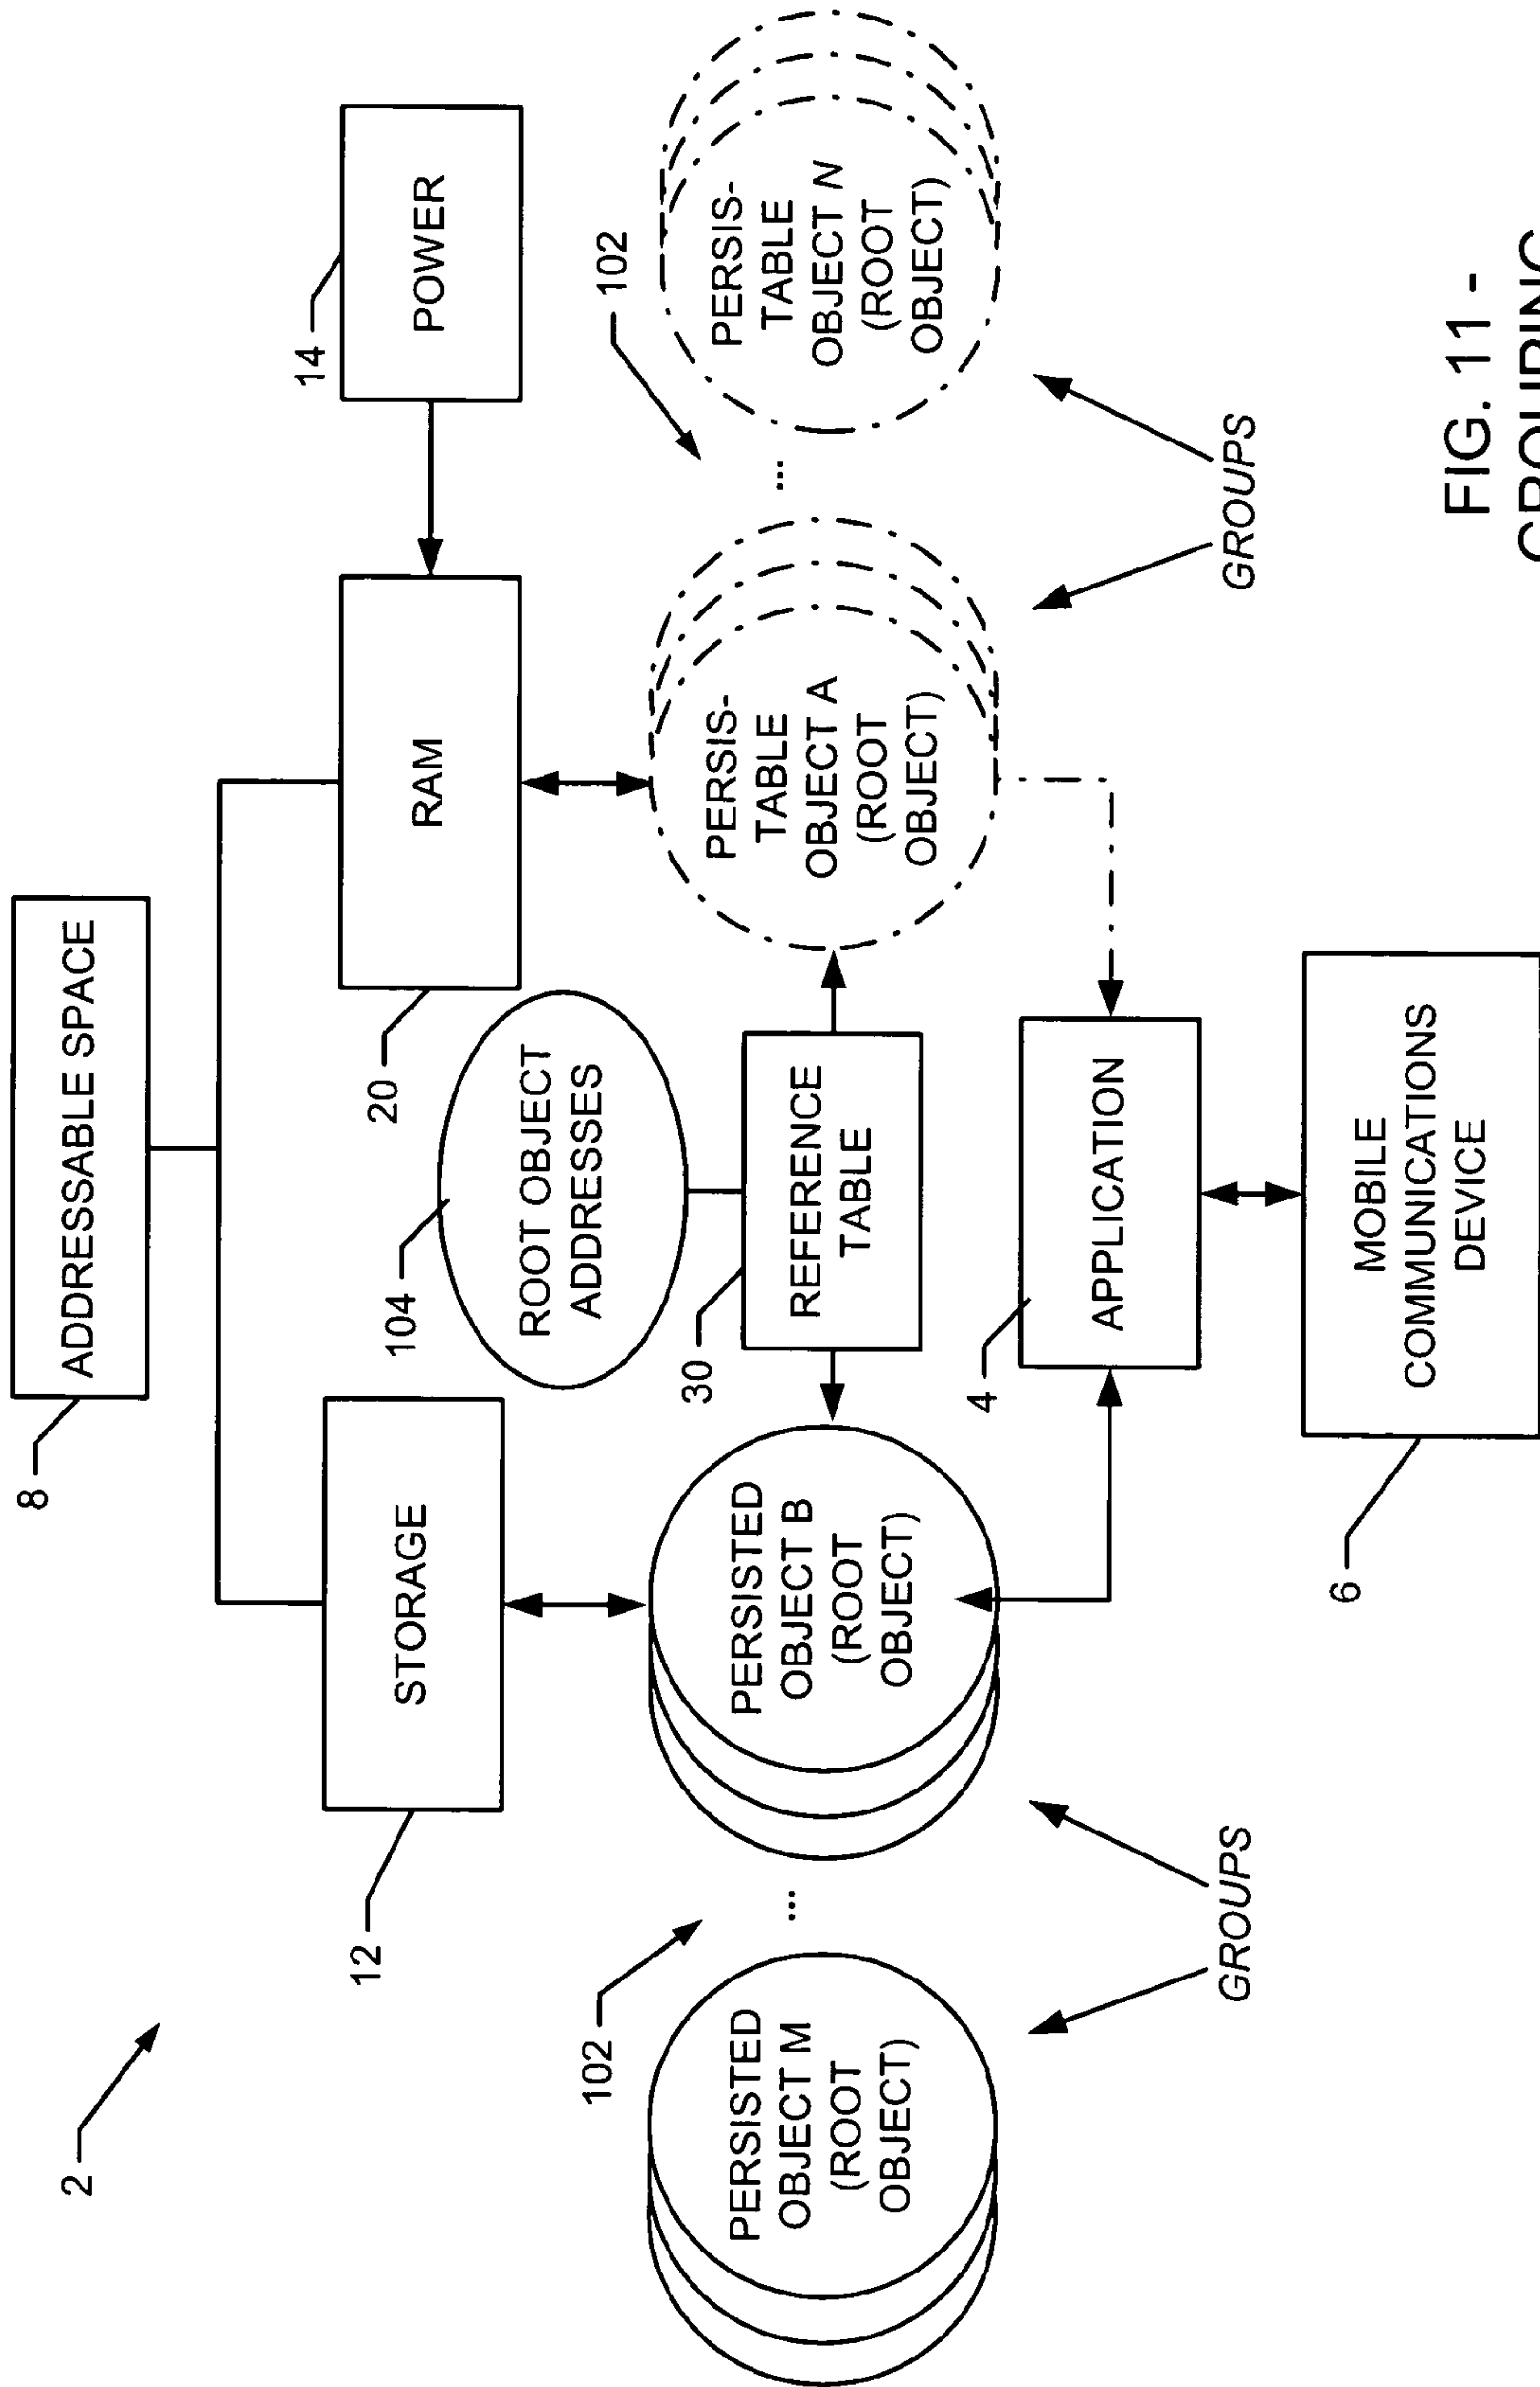 2
8
ADDRESSABLE SPACE
12
STORAGE
20
RAM
14
POWER
104
ROOT OBJECT
ADDRESSES
102
PERSISTED
OBJECT M
(ROOT
OBJECT)
...
PERSISTED
OBJECT B
(ROOT
OBJECT)
30
REFERENCE
TABLE
PERSIS-
TABLE
OBJECT A
(ROOT
OBJECT)
...
102
PERSIS-
TABLE
OBJECT N
(ROOT
OBJECT)
GROUPS
4
APPLICATION
GROUPS
6
MOBILE
COMMUNICATIONS
DEVICE
FIG. 11 -
GROUPING